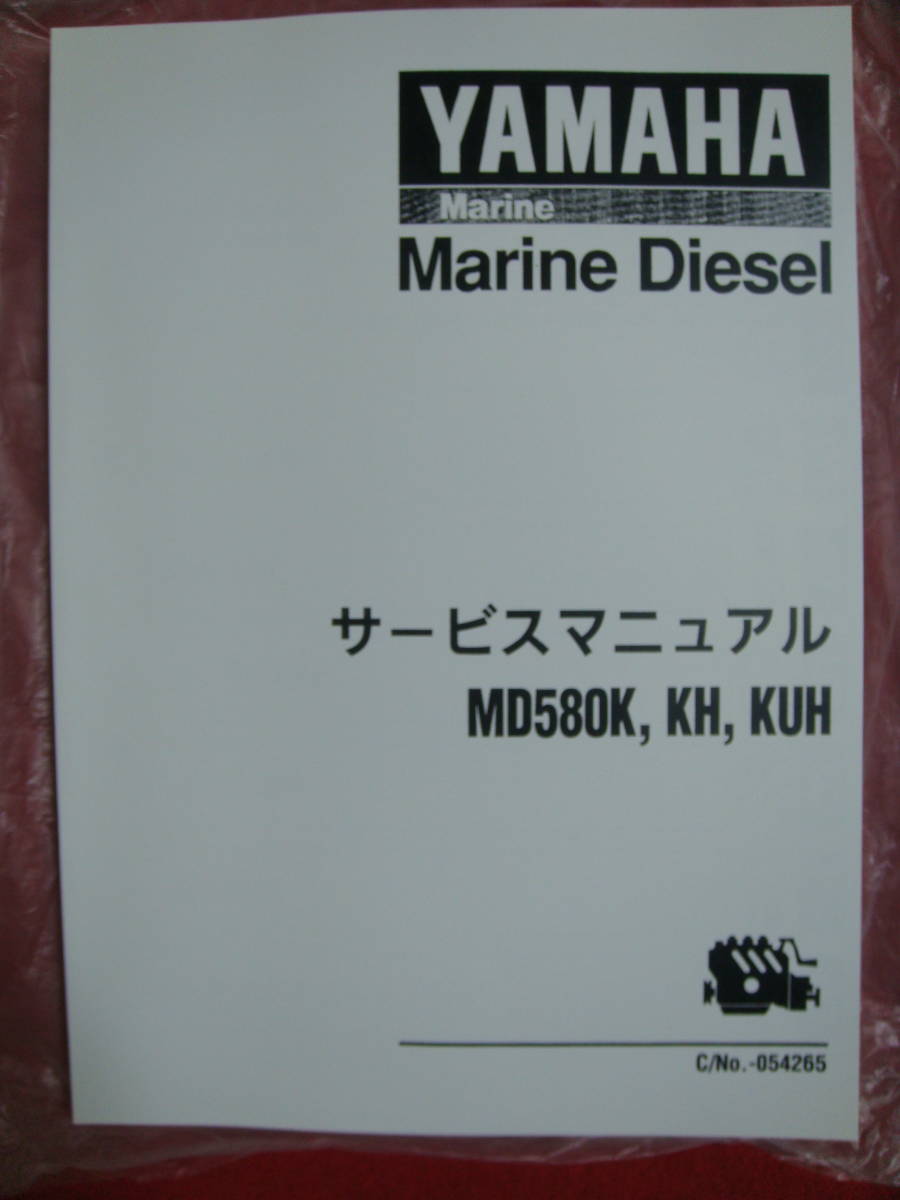 YAMAHA
Marine
Marine Diesel
サービスマニュアル
MD580K, KH, KUH
C/No.-054265